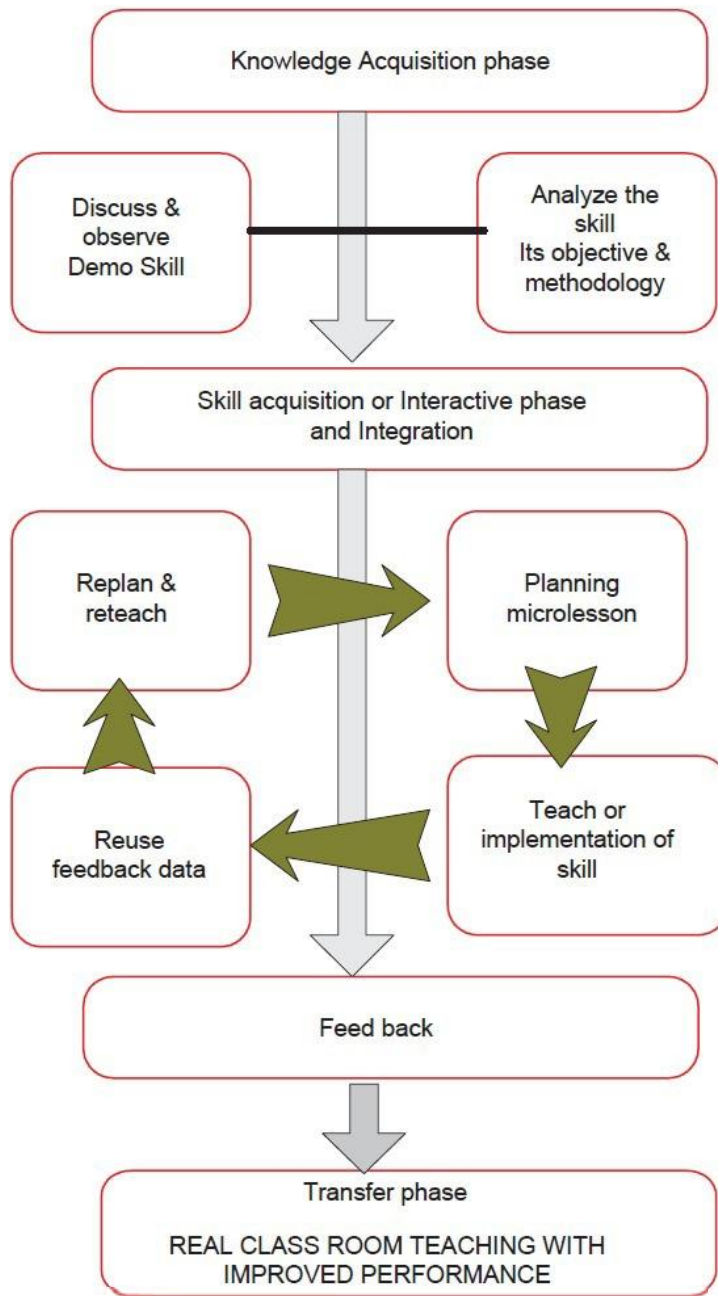 Knowledge Acquisition phase
Discuss &
observe
Demo Skill
Analyze the
skill
Its objective &
methodology
Skill acquisition or Interactive phase
and Integration
Replan &
reteach
Planning
microlesson
Reuse
feedback data
Teach or
implementation of
skill
Feed back
Transfer phase
REAL CLASS ROOM TEACHING WITH
IMPROVED PERFORMANCE